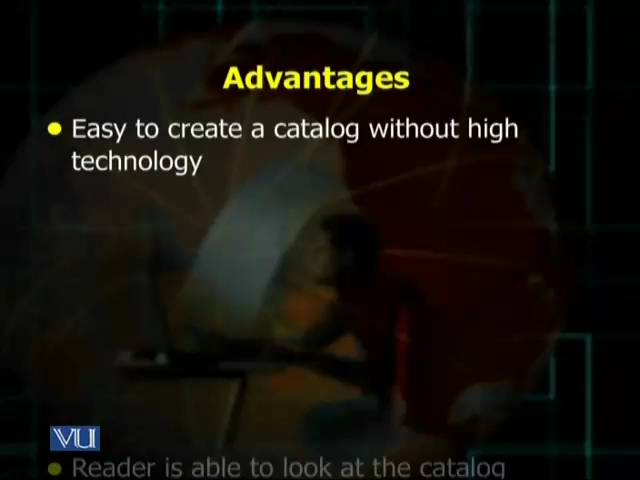 Advantages
Easy to create a catalog without high
technology
VU
Reader is able to look at the catalog